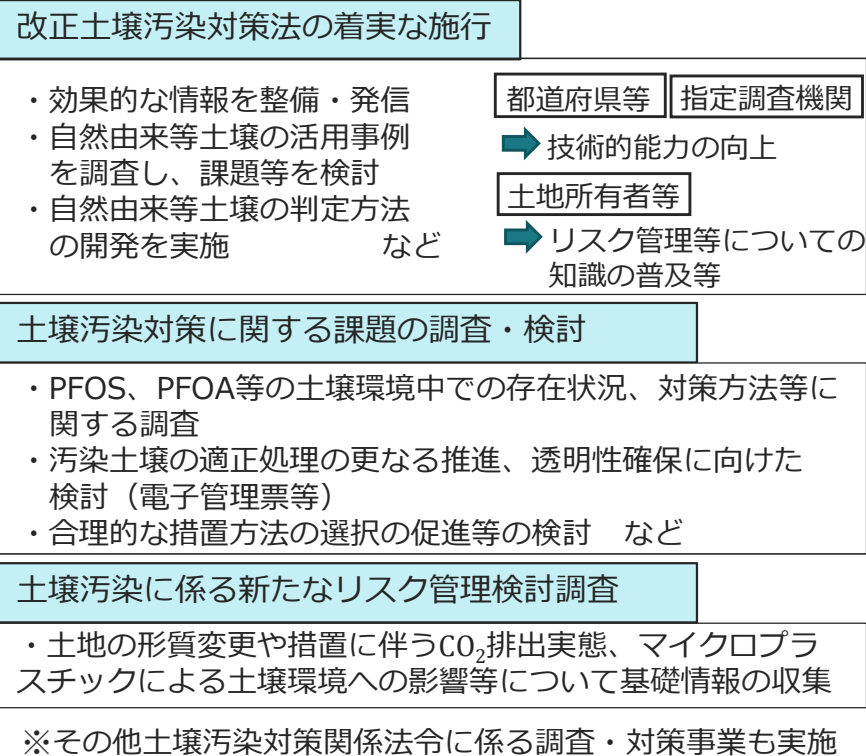 改正土壌汚染対策法の着実な施行
・効果的な情報を整備・発信
・自然由来等土壌の活用事例
を調査し、課題等を検討
・自然由来等土壌の判定方法
の開発を実施　など
都道府県等 指定調査機関
技術的能力の向上
土地所有者等
リスク管理等についての
知識の普及等
土壌汚染対策に関する課題の調査・検討
・PFOS、PFOA等の土壌環境中での存在状況、対策方法等に
関する調査
・汚染土壌の適正処理の更なる推進、透明性確保に向けた
検討（電子管理票等）
・合理的な措置方法の選択の促進等の検討　など
土壌汚染に係る新たなリスク管理検討調査
・土地の形質変更や措置に伴うCO₂排出実態、マイクロプラ
スチックによる土壌環境への影響等について基礎情報の収集
※その他土壌汚染対策関係法令に係る調査・対策事業も実施